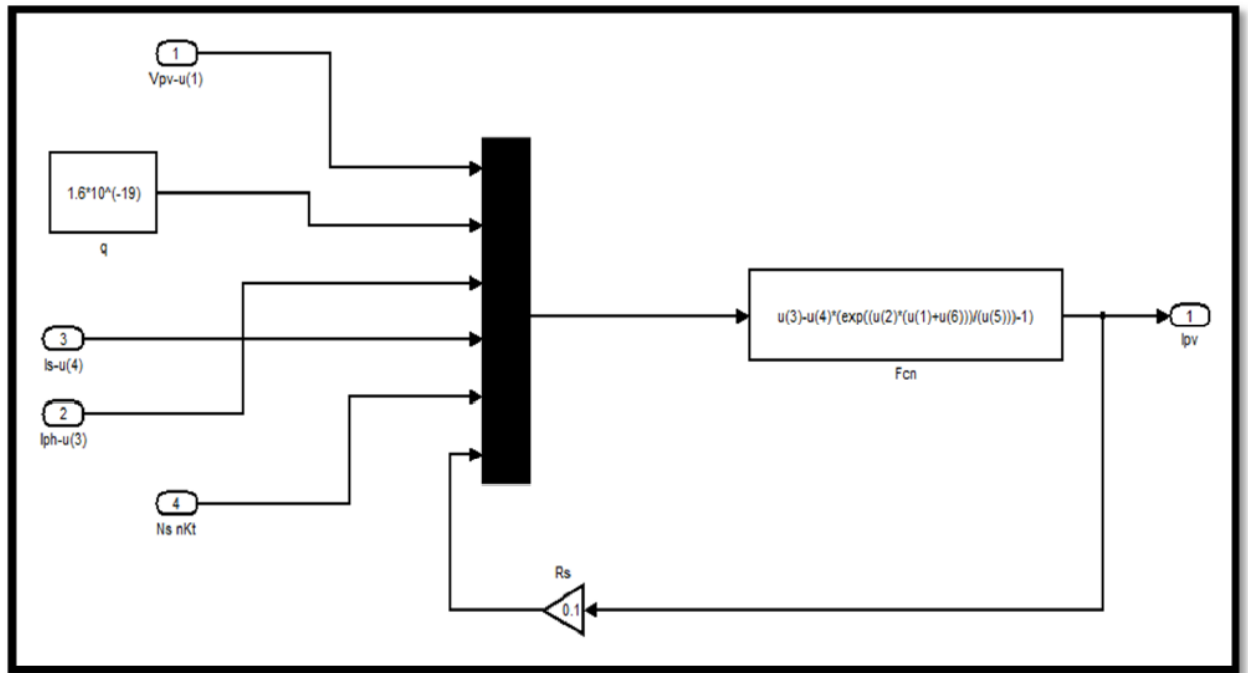 1
Vpv-u(1)
1.6*10^(-19)
q
3
Is-u(4)
2
Iph-u(3)
4
Ns nKt
u(3)-u(4)*(exp((u(2)*(u(1)+u(6)))/(u(5)))-1)
Fcn
1
Ipv
Rs
0.1